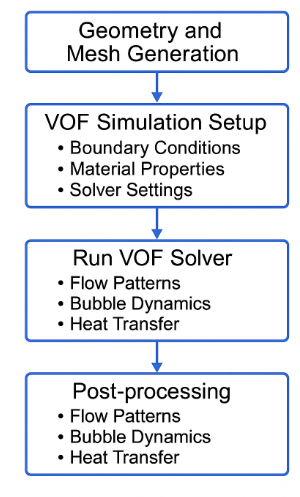 Geometry and
Mesh Generation
VOF Simulation Setup
• Boundary Conditions
• Material Properties
• Solver Settings
Run VOF Solver
• Flow Patterns
• Bubble Dynamics
• Heat Transfer
Post-processing
• Flow Patterns
• Bubble Dynamics
• Heat Transfer